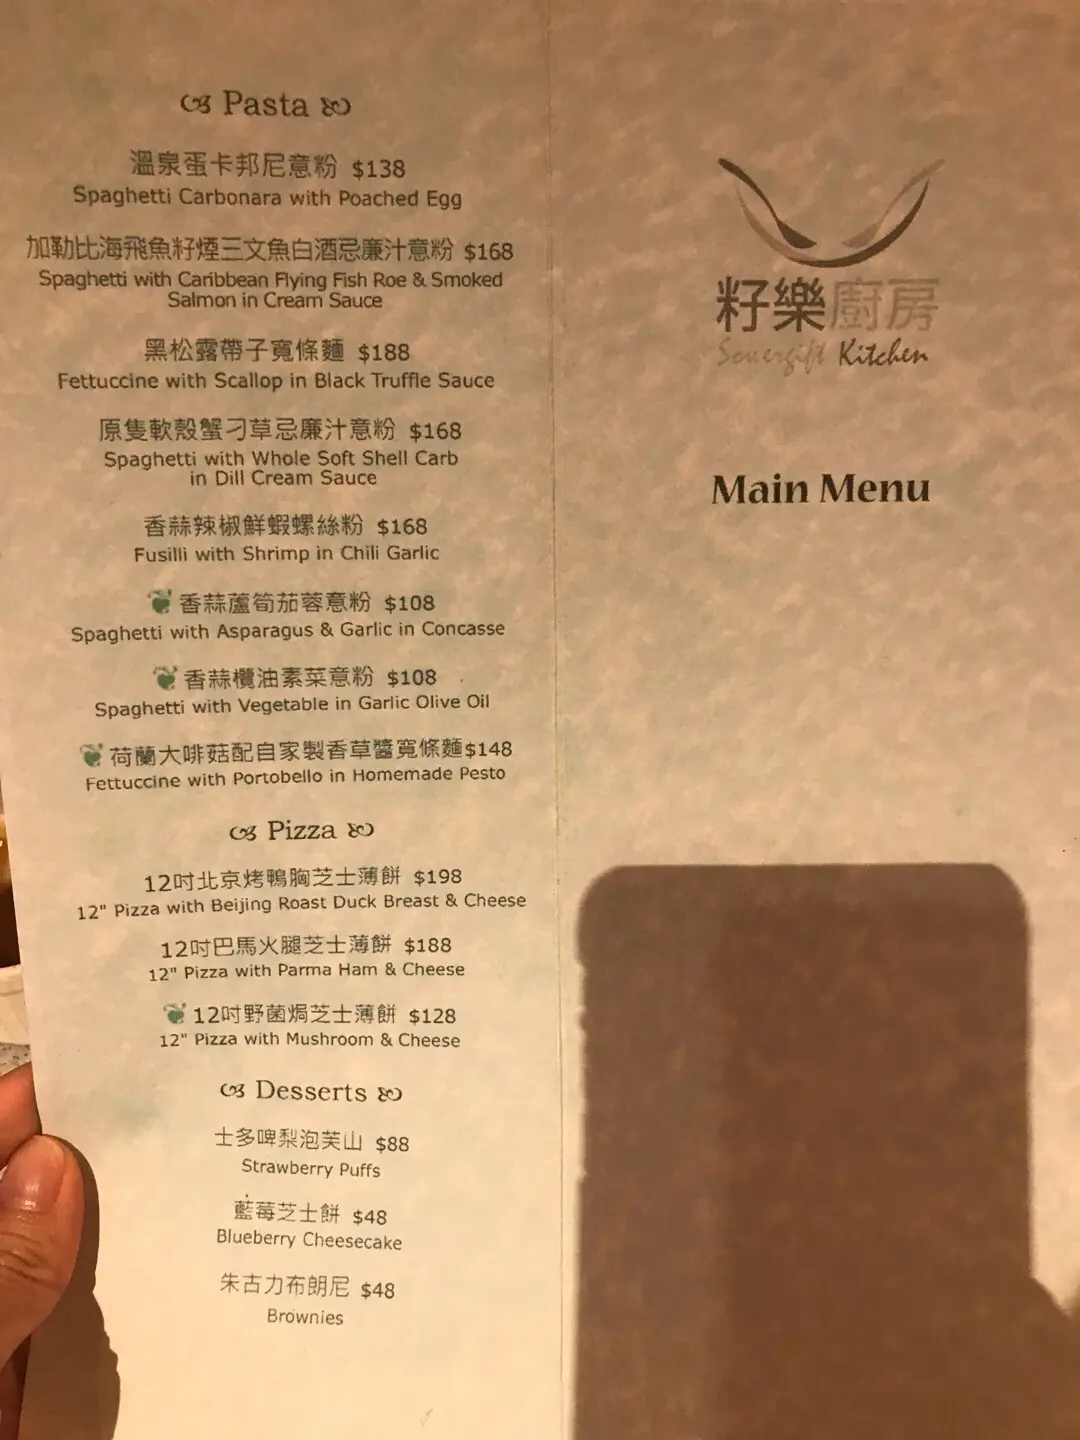 Pasta
溫泉蛋卡邦尼意粉 $138
Spaghetti Carbonara with Poached Egg
加勒比海飛魚籽煙三文魚白酒忌廉汁意粉 $168
Spaghetti with Caribbean Flying Fish Roe & Smoked
Salmon in Cream Sauce
黑松露帶子寬條麵 $188
Fettuccine with Scallop in Black Truffle Sauce
原隻軟殼蟹刁草忌廉汁意粉 $168
Spaghetti with Whole Soft Shell Carb
in Dill Cream Sauce
香蒜辣椒鮮蝦螺絲粉 $168
Fusilli with Shrimp in Chili Garlic
香蒜蘆筍茄蓉意粉 $108
Spaghetti with Asparagus & Garlic in Concasse
香蒜欖油素菜意粉 $108
Spaghetti with Vegetable in Garlic Olive Oil
荷蘭大啡菇配自家製香草醬寬條麵$148
Fettuccine with Portobello in Homemade Pesto
Pizza
12吋北京烤鴨胸芝士薄餅 $198
12" Pizza with Beijing Roast Duck Breast & Cheese
12吋巴馬火腿芝士薄餅 $188
12" Pizza with Parma Ham & Cheese
12吋野菌焗芝士薄餅 $128
12" Pizza with Mushroom & Cheese
Desserts
士多啤梨泡芙山 $88
Strawberry Puffs
藍莓芝士餅 $48
Blueberry Cheesecake
朱古力布朗尼 $48
Brownies
籽樂廚房
Souergift Kitchen
Main Menu